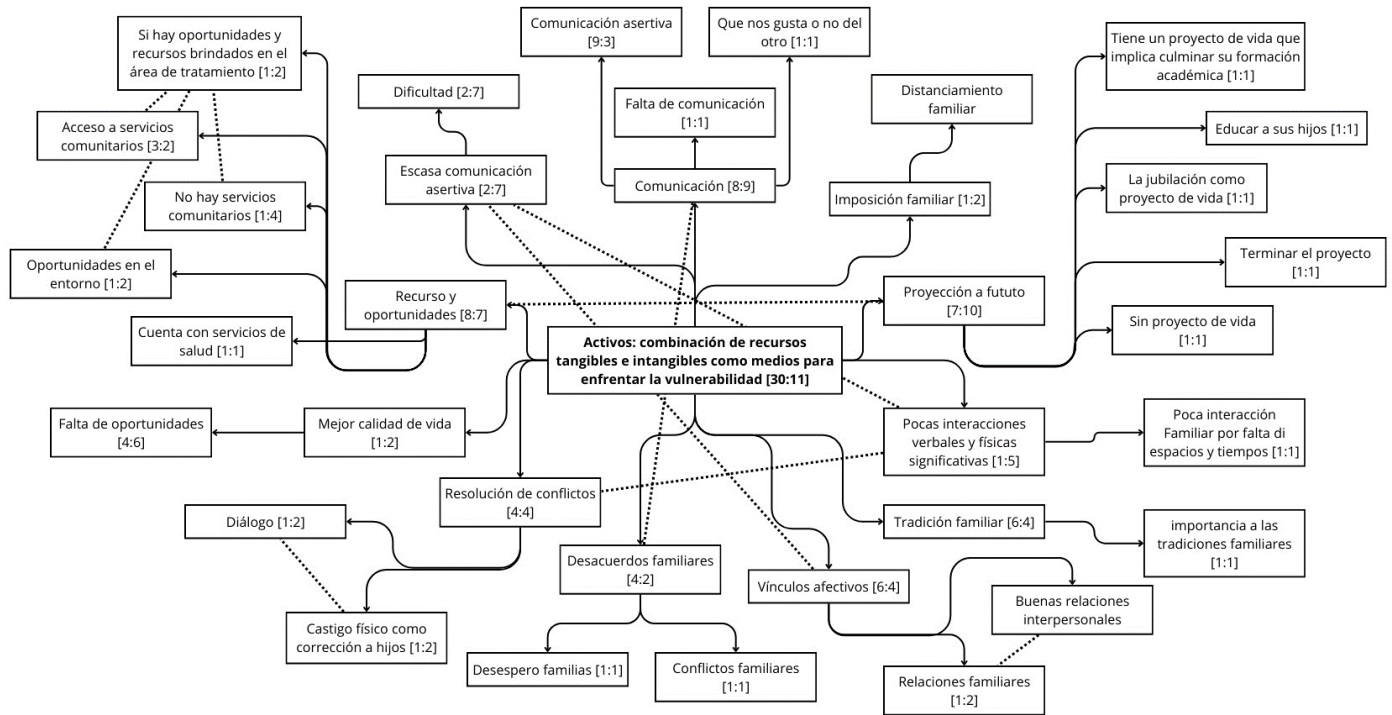 Si hay oportunidades y
recursos brindados en el
área de tratamiento [1:2]
Comunicación asertiva
[9:3]
Que nos gusta o no del
otro [1:1]
Tiene un proyecto de vida que
implica culminar su formación
académica [1:1]
Dificultad [2:7]
Falta de comunicación
[1:1]
Distanciamiento
familiar
Acceso a servicios
comunitarios [3:2]
Educar a sus hijos [1:1]
Escasa comunicación
asertiva [2:7]
Comunicación [8:9]
Imposición familiar [1:2]
La jubilación como
proyecto de vida [1:1]
No hay servicios
comunitarios [1:4]
Oportunidades en el
entorno [1:2]
Terminar el proyecto
[1:1]
Recurso y
oportunidades [8:7]
Proyección a fututo
[7:10]
Cuenta con servicios de
salud [1:1]
Sin proyecto de vida
[1:1]
Activos: combinación de recursos
tangibles e intangibles como medios para
enfrentar la vulnerabilidad [30:11]
Falta de oportunidades
[4:6]
Mejor calidad de vida
[1:2]
Pocas interacciones
verbales y físicas
significativas [1:5]
Poca interacción
Familiar por falta di
espacios y tiempos [1:1]
Resolución de conflictos
[4:4]
Diálogo [1:2]
Tradición familiar [6:4]
importancia a las
tradiciones familiares
[1:1]
Desacuerdos familiares
[4:2]
Vínculos afectivos [6:4]
Buenas relaciones
interpersonales
Castigo físico como
corrección a hijos [1:2]
Desespero familias [1:1]
Conflictos familiares
[1:1]
Relaciones familiares
[1:2]